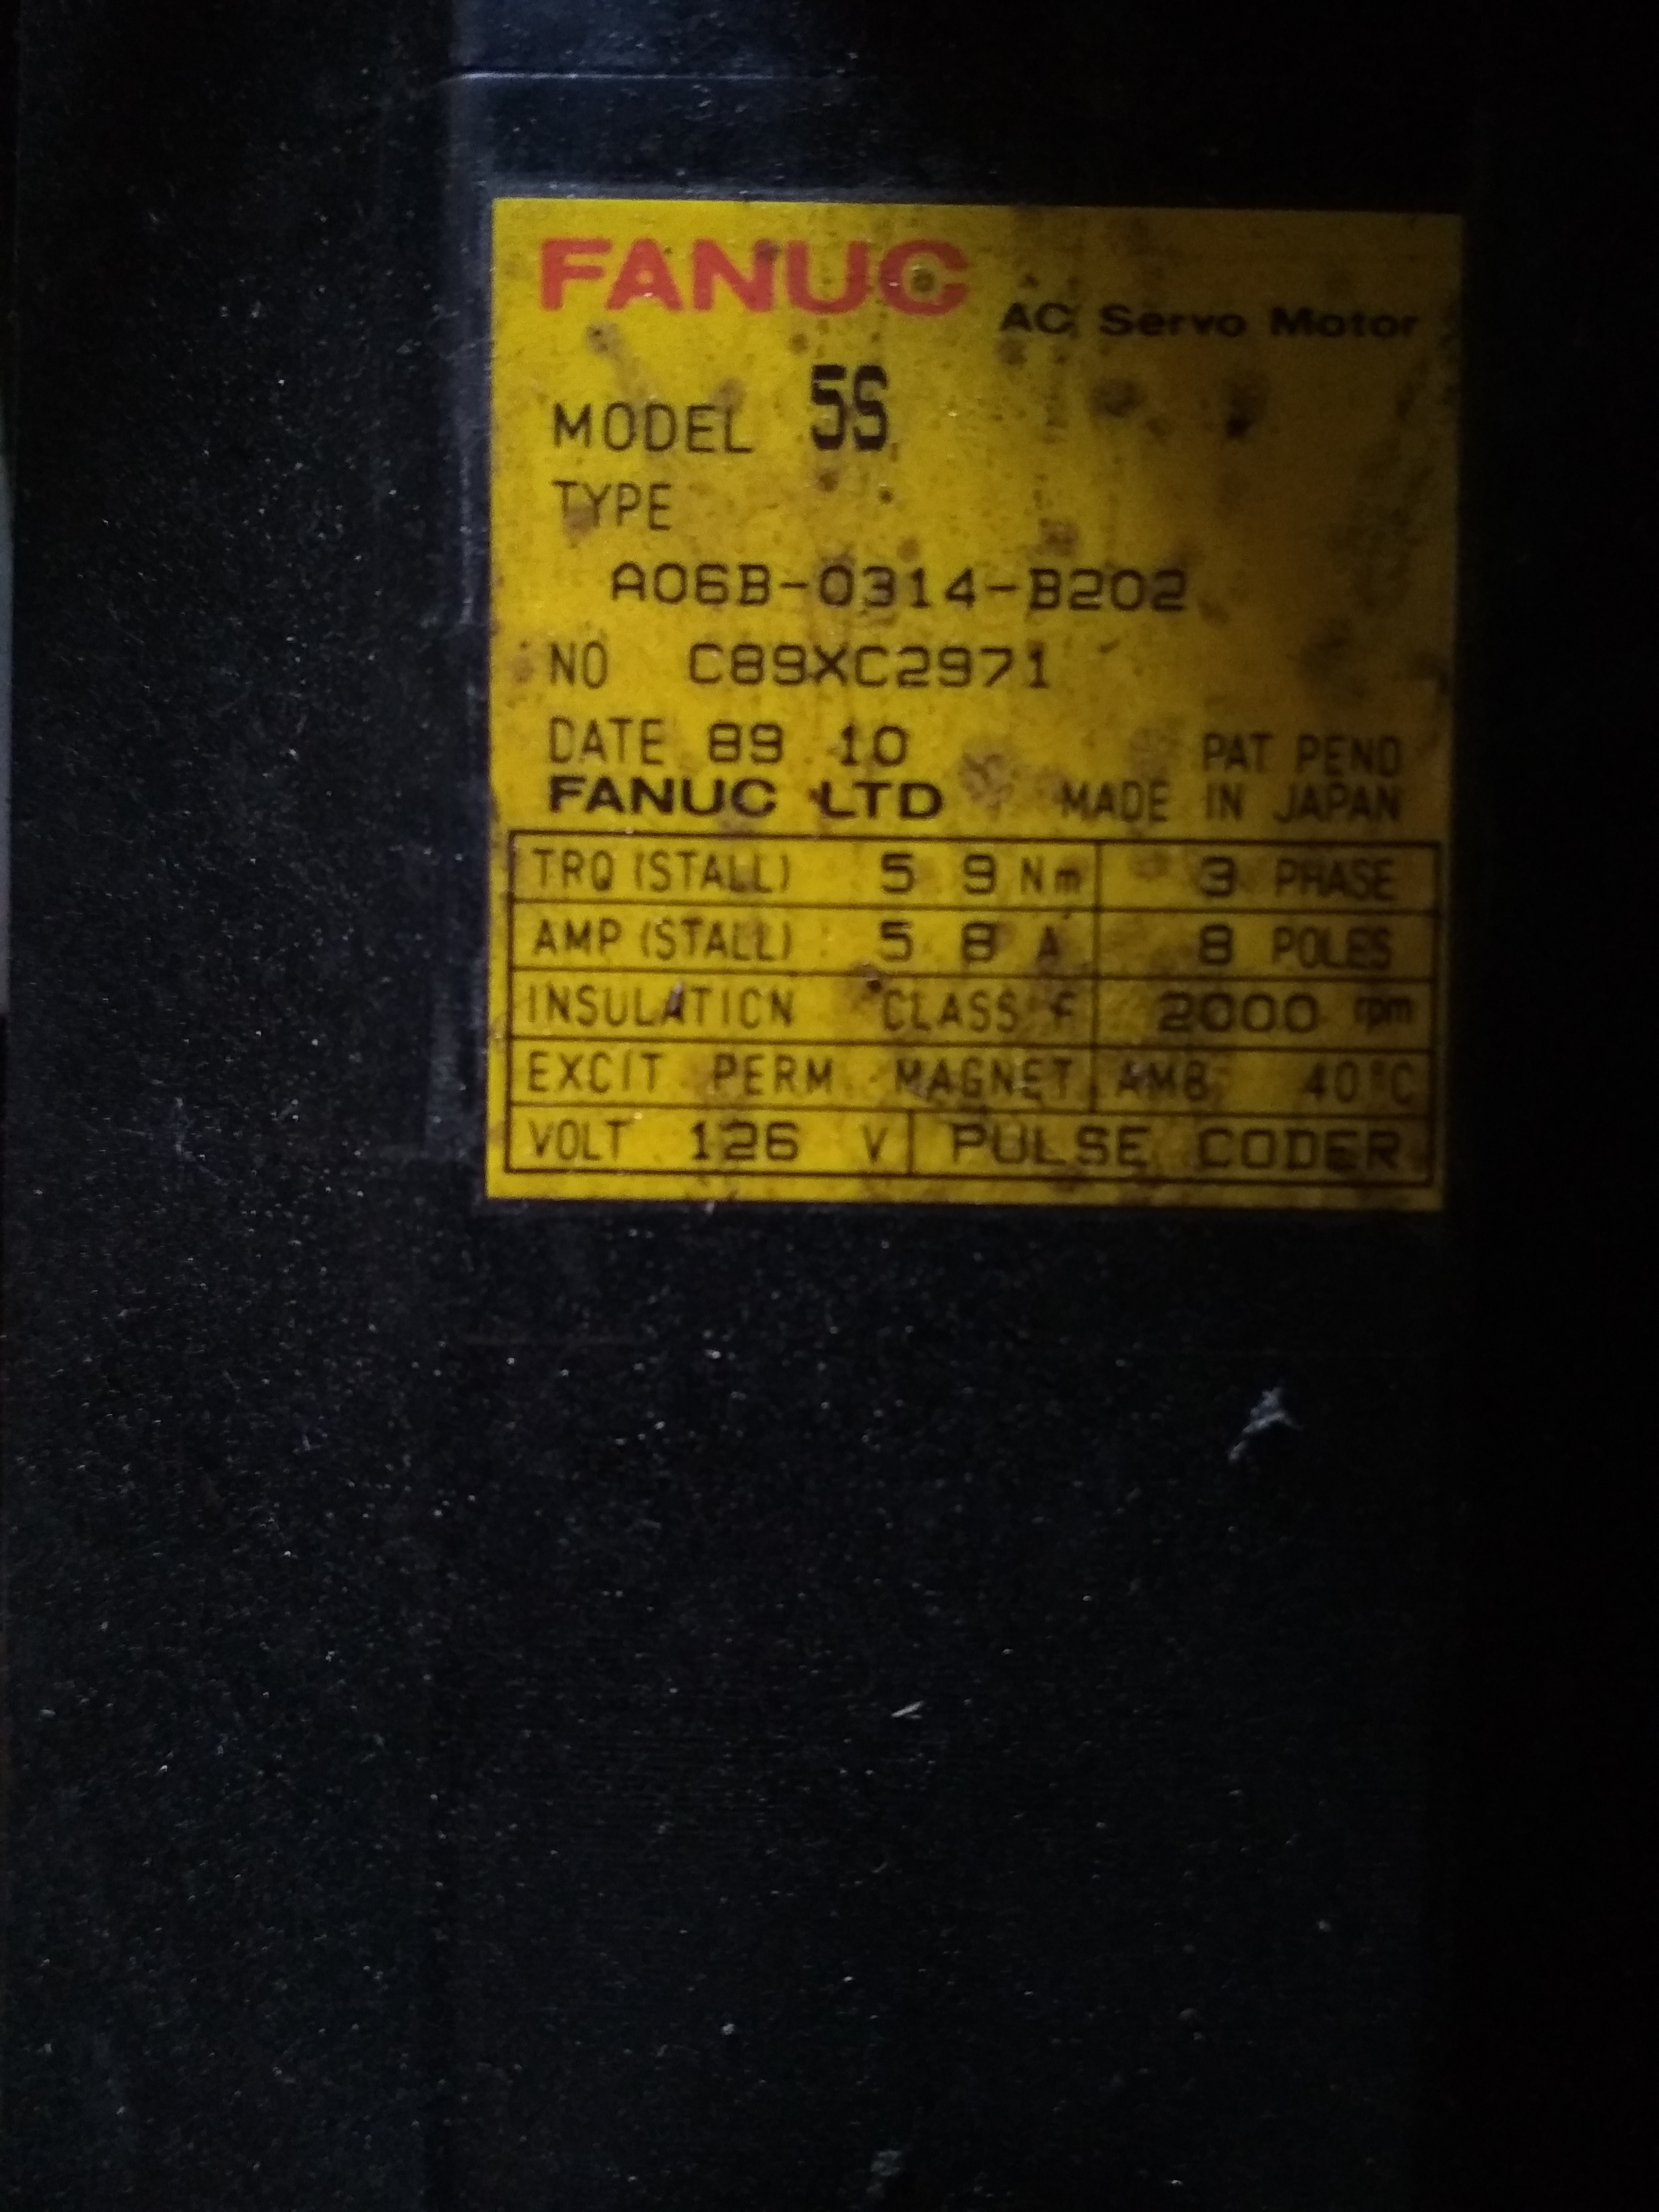 FANUC AC Servo Motor
MODEL 5S
TYPE
A06B-0314-B202
NO C89XC2971
DATE 89 10 PAT PEND
FANUC LTD MADE IN JAPAN
TRQ (STALL) 5 9 Nm 3 PHASE
AMP (STALL) 5 8 A 8 POLES
INSULATION CLASS F 2000 rpm
EXCIT PERM MAGNET AMB 40°C
VOLT 126 V PULSE CODER